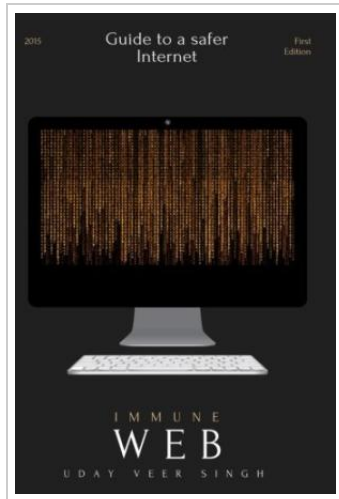 2015
Guide to a safer
Internet
First
Edition
IMMUNE
WEB
UDAY VEER SINGH